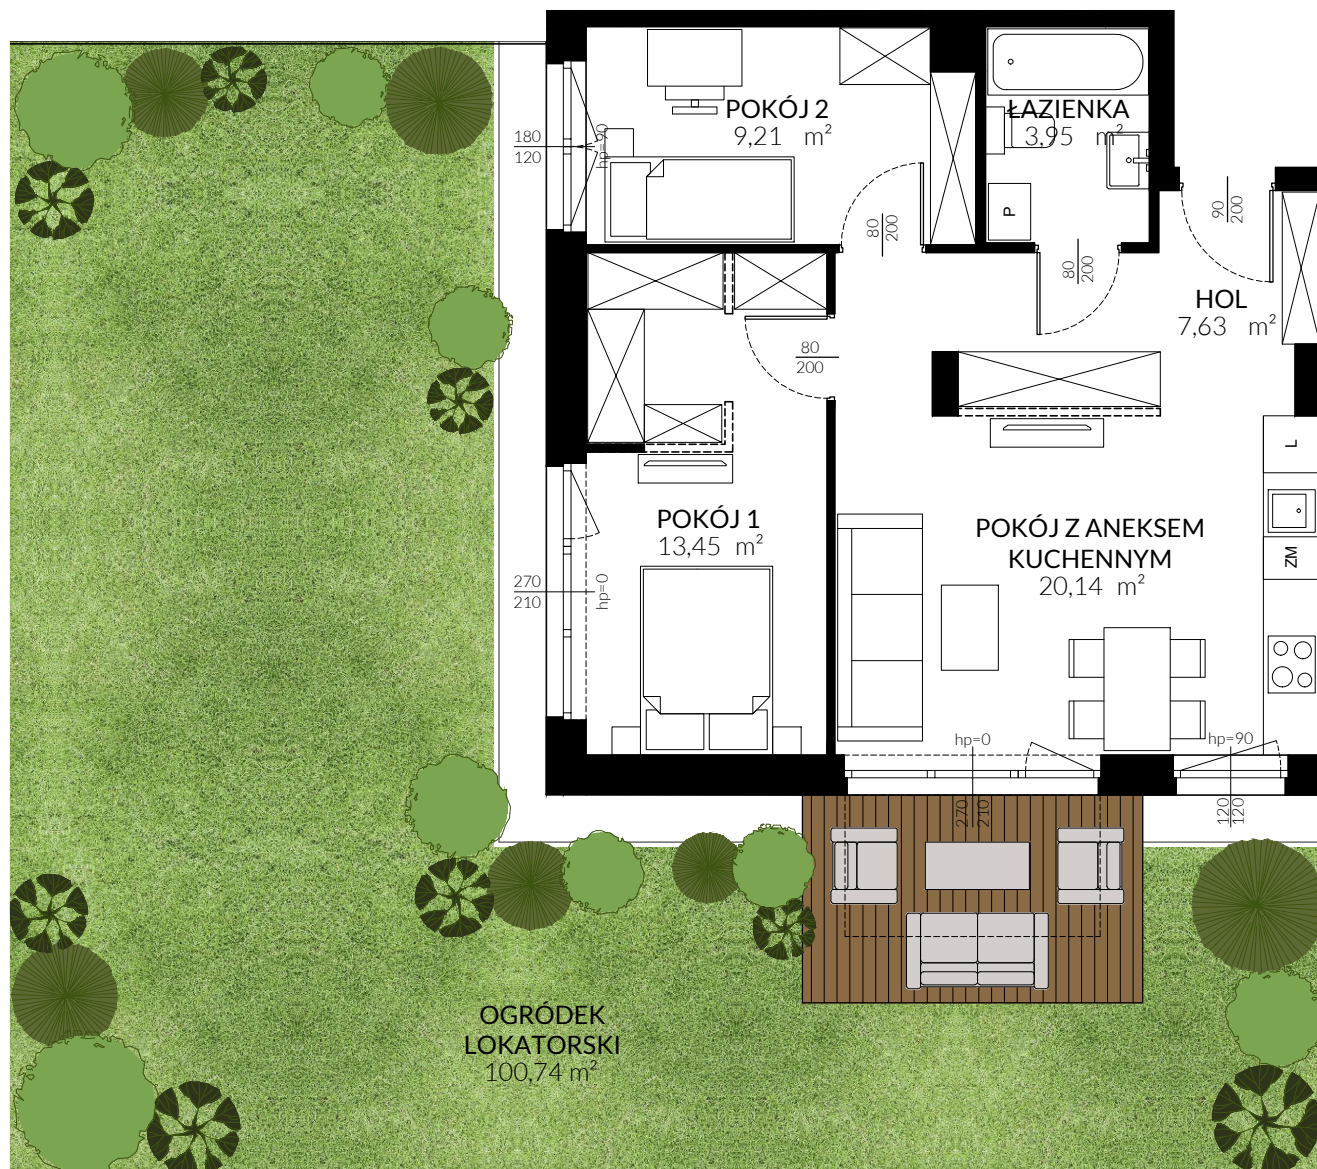 POKÓJ 2
9,21 m²
ŁAZIENKA
3,95 m²
180
120
hp=90
P
80
200
80
200
90
200
HOL
7,63 m²
80
200
L
POKÓJ 1
13,45 m²
POKÓJ Z ANEKSEM
KUCHENNYM
20,14 m²
ZM
270
210
hp=0
hp=0
hp=90
270
210
120
120
OGRÓDEK
LOKATORSKI
100,74 m²